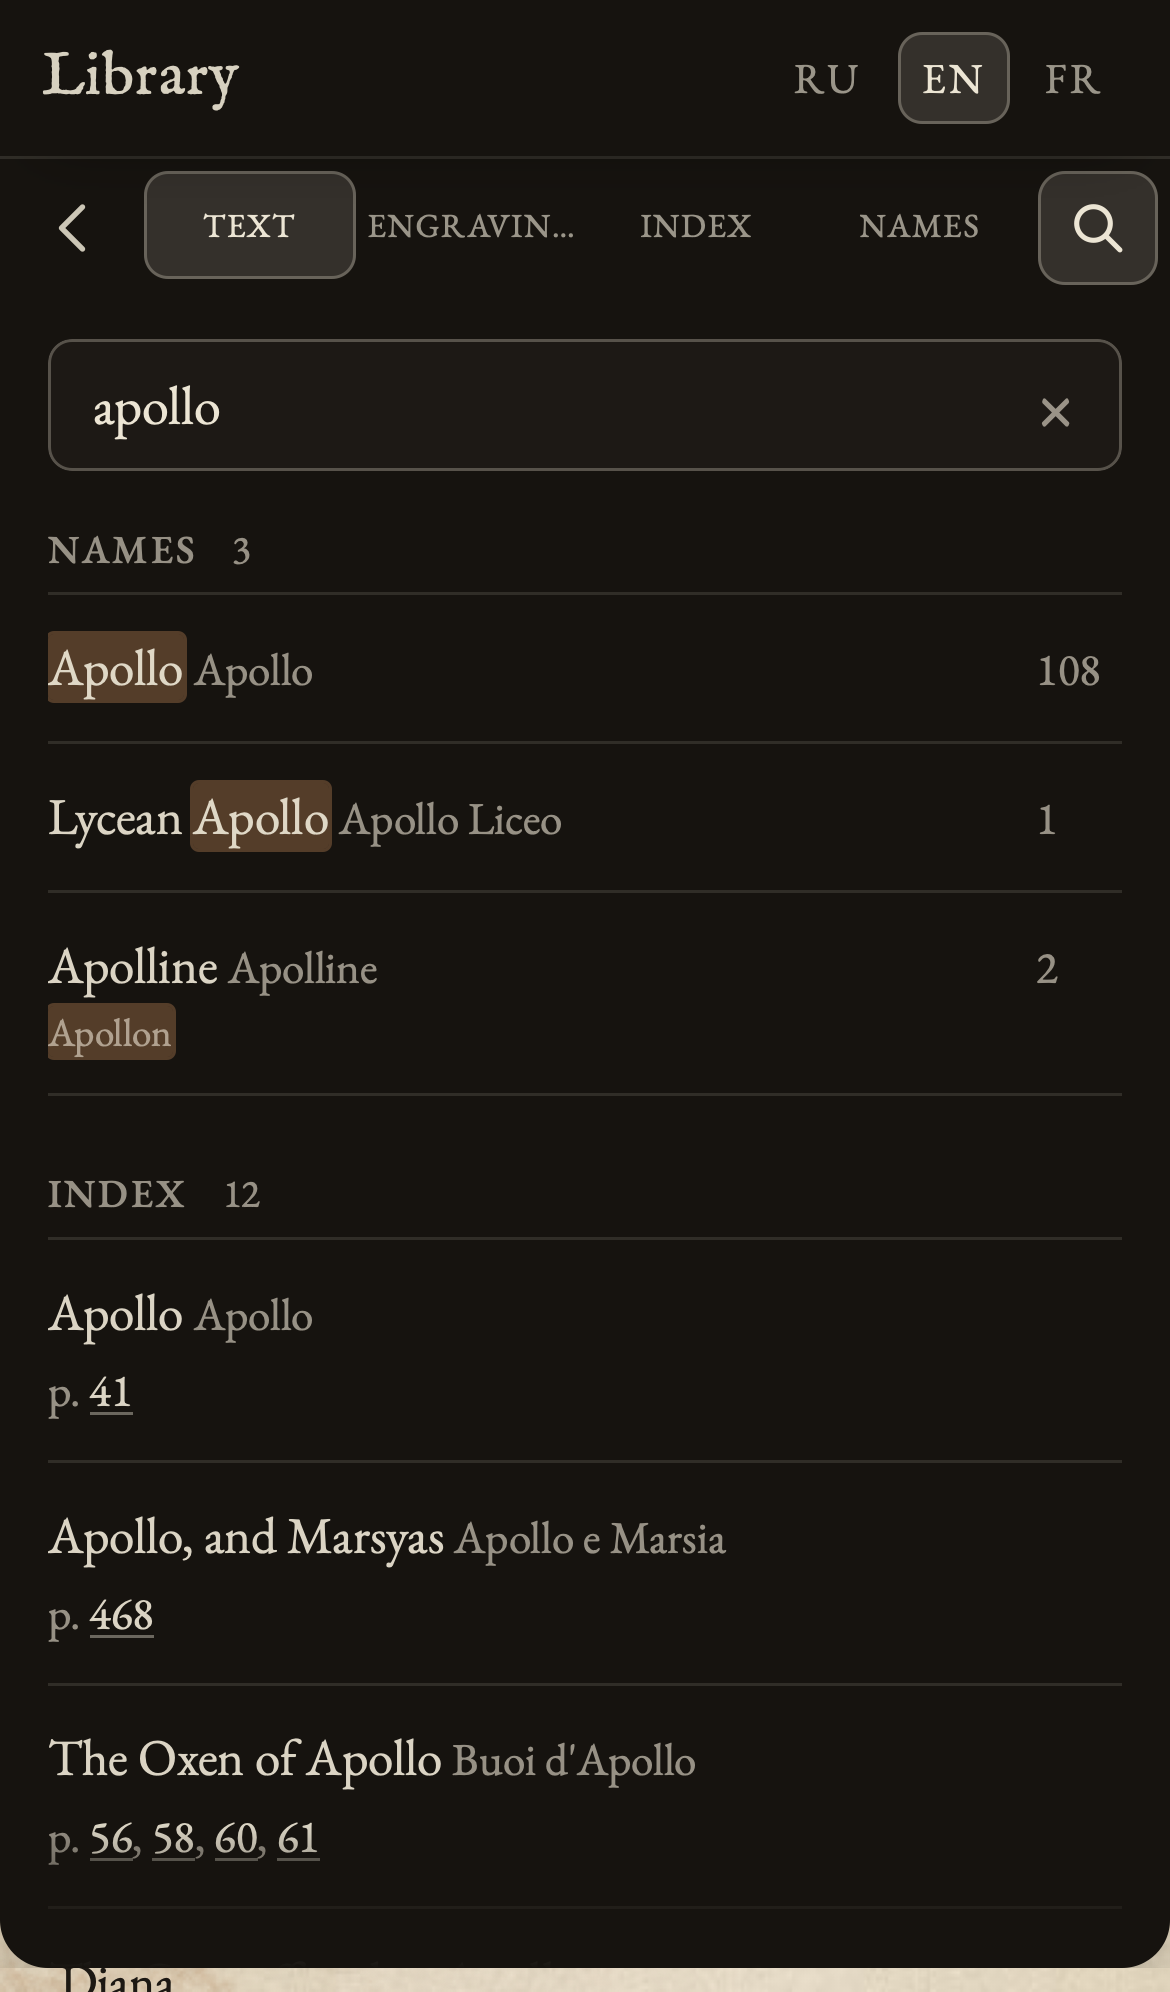 Library
RU EN FR
TEXT ENGRAVIN... INDEX NAMES
apollo
NAMES 3
Apollo Apollo 108
Lycean Apollo Apollo Liceo 1
Apolline Apolline 2
Apollon
INDEX 12
Apollo Apollo
p. 41
Apollo, and Marsyas Apollo e Marsia
p. 468
The Oxen of Apollo Buoi d'Apollo
p. 56, 58, 60, 61
Diana